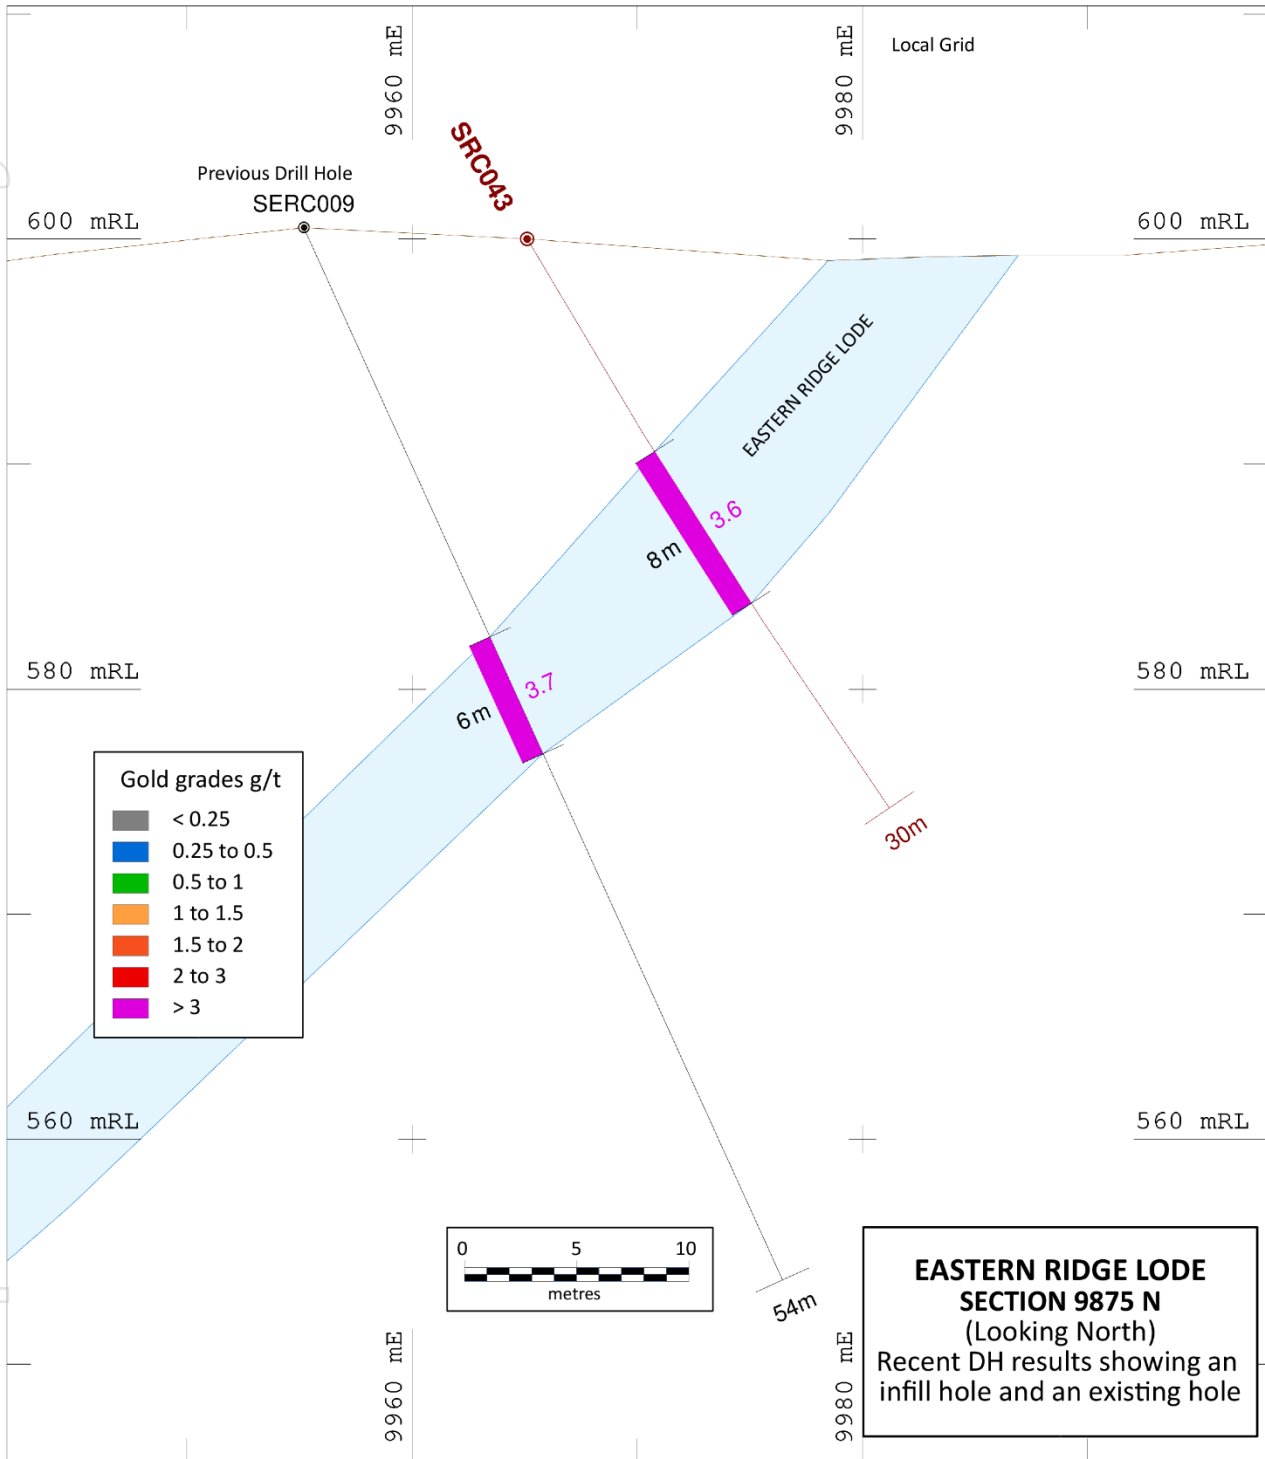 9960 mE
9980 mE
Local Grid
SRC043
Previous Drill Hole
SERC009
600 mRL
600 mRL
EASTERN RIDGE LODE
3.6
8m
580 mRL
580 mRL
3.7
6m
Gold grades g/t
< 0.25
0.25 to 0.5
0.5 to 1
1 to 1.5
1.5 to 2
2 to 3
> 3
30m
560 mRL
560 mRL
0 5 10
metres
54m
9960 mE
9980 mE
EASTERN RIDGE LODE
SECTION 9875 N
(Looking North)
Recent DH results showing an
infill hole and an existing hole